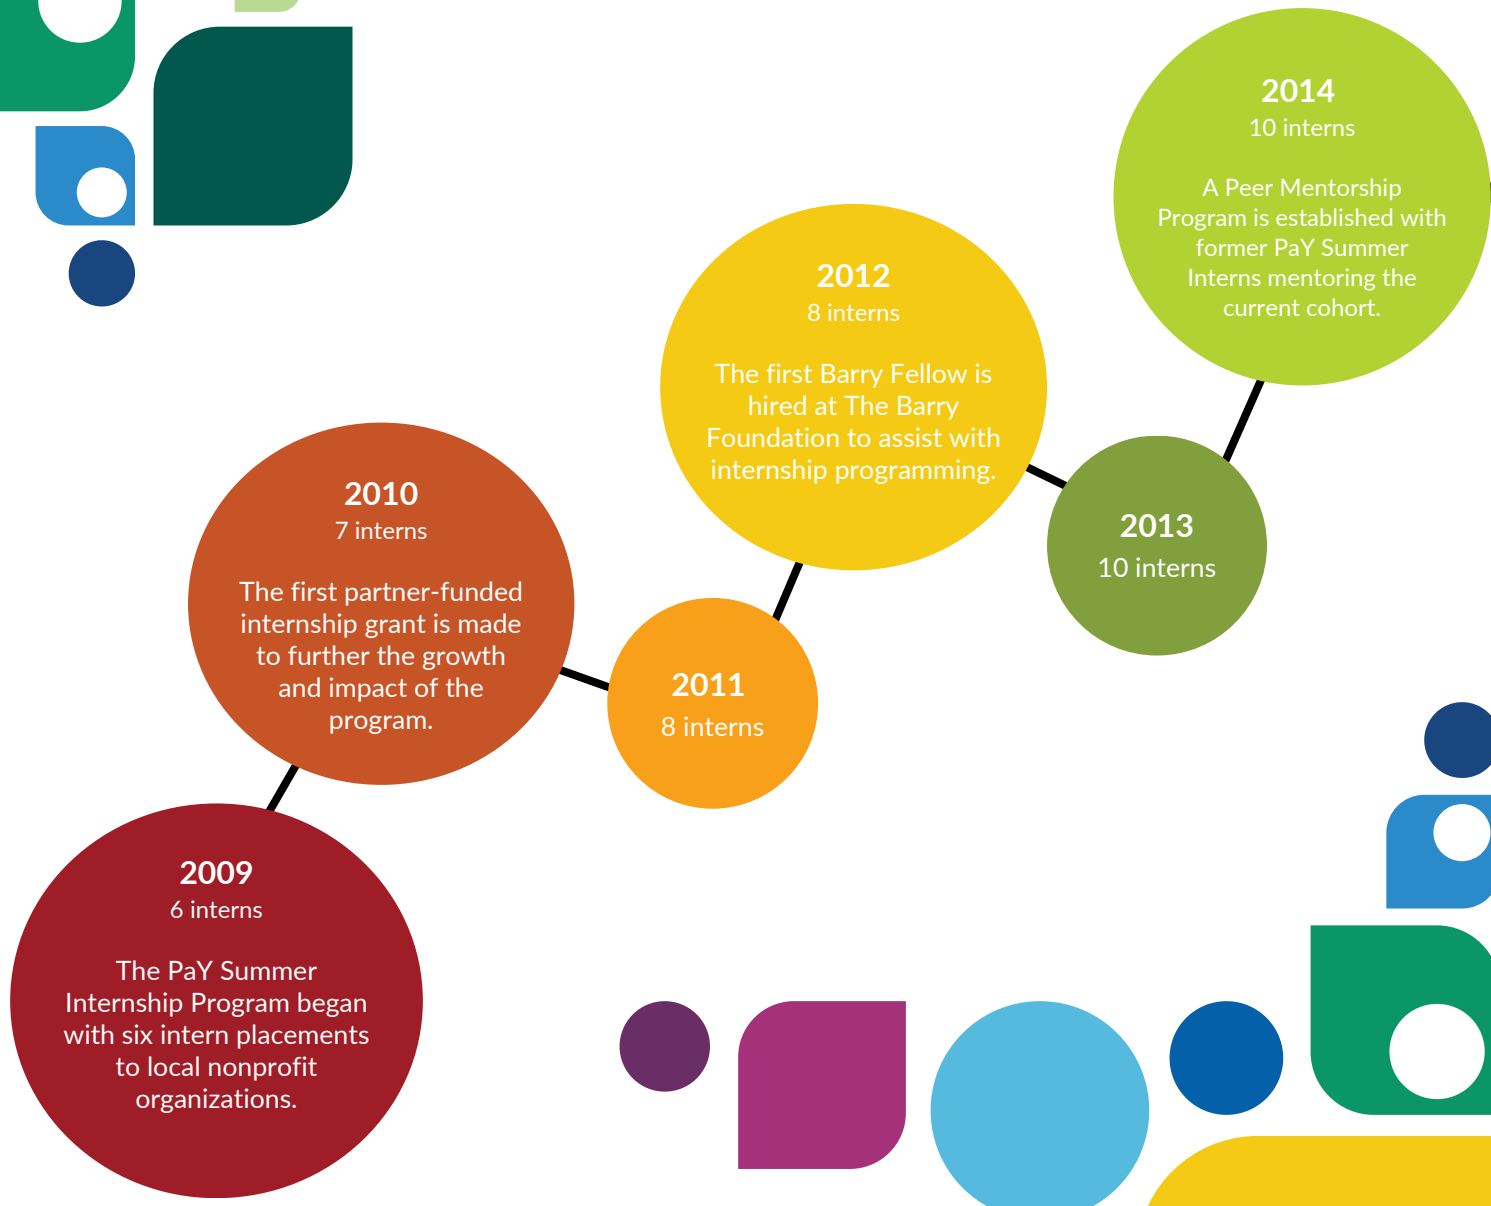 2014
10 interns
A Peer Mentorship
Program is established with
former PaY Summer
Interns mentoring the
current cohort.
2012
8 interns
The first Barry Fellow is
hired at The Barry
Foundation to assist with
internship programming.
2010
7 interns
The first partner-funded
internship grant is made
to further the growth
and impact of the
program.
2013
10 interns
2011
8 interns
2009
6 interns
The PaY Summer
Internship Program began
with six intern placements
to local nonprofit
organizations.